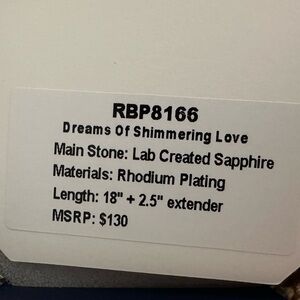 RBP8166
Dreams Of Shimmering Love
Main Stone: Lab Created Sapphire
Materials: Rhodium Plating
Length: 18" + 2.5" extender
MSRP: $130